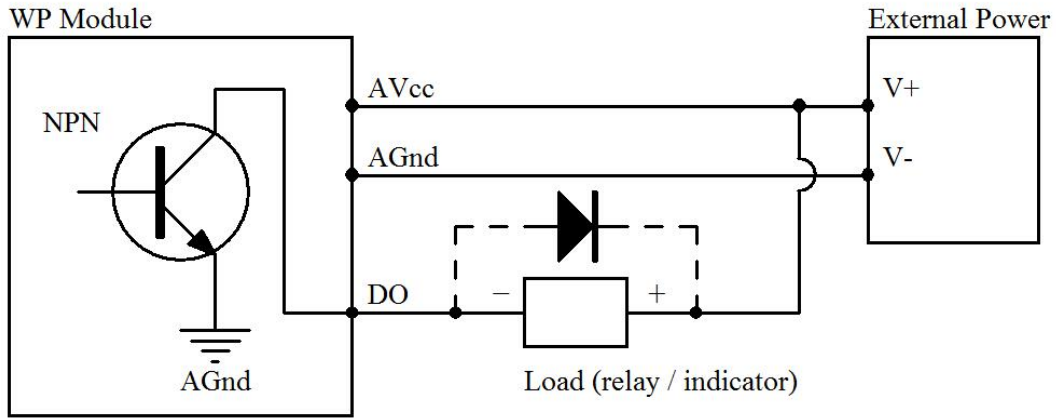 WP Module
External Power
AVcc
V+
NPN
AGnd
V-
DO
− +
AGnd
Load (relay / indicator)